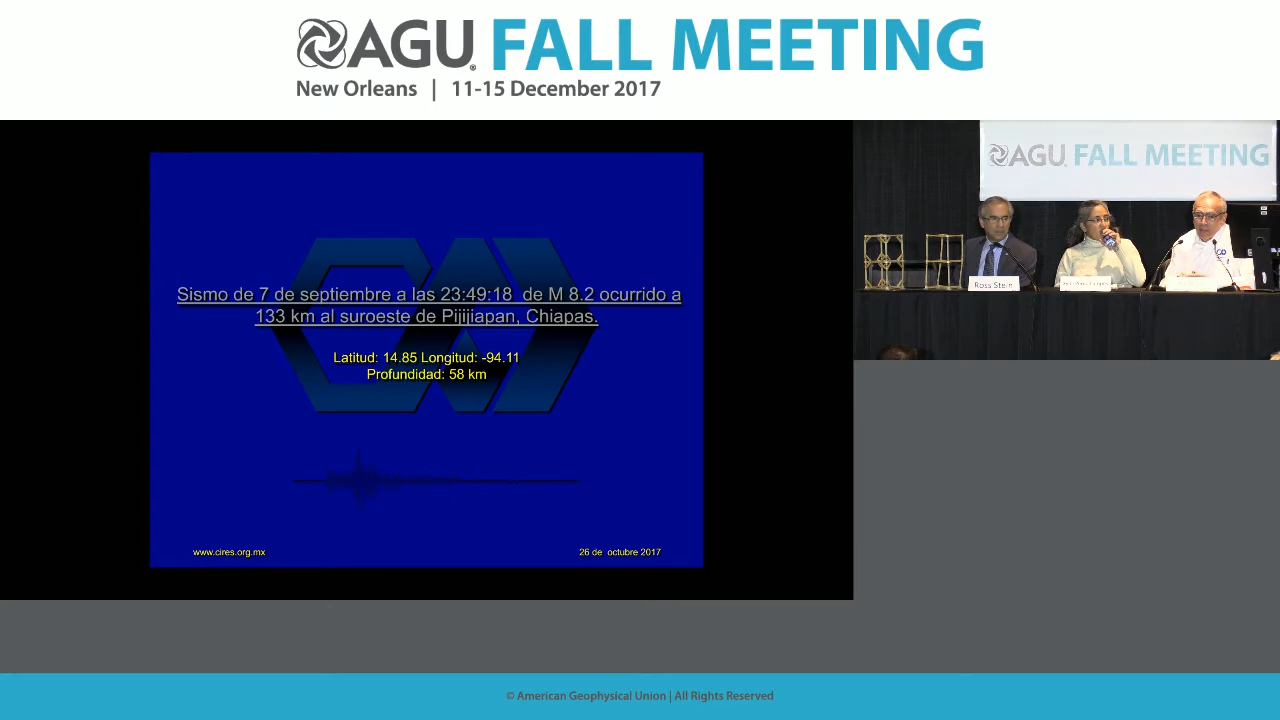 AGU® FALL MEETING
New Orleans | 11-15 December 2017
AGU FALL MEETING
Ross Stein
Sismo de 7 de septiembre a las 23:49:18 de M 8.2 ocurrido a
133 km al suroeste de Pijijiapan, Chiapas.
Latitud: 14.85 Longitud: -94.11
Profundidad: 58 km
www.cires.org.mx
26 de octubre 2017
© American Geophysical Union | All Rights Reserved